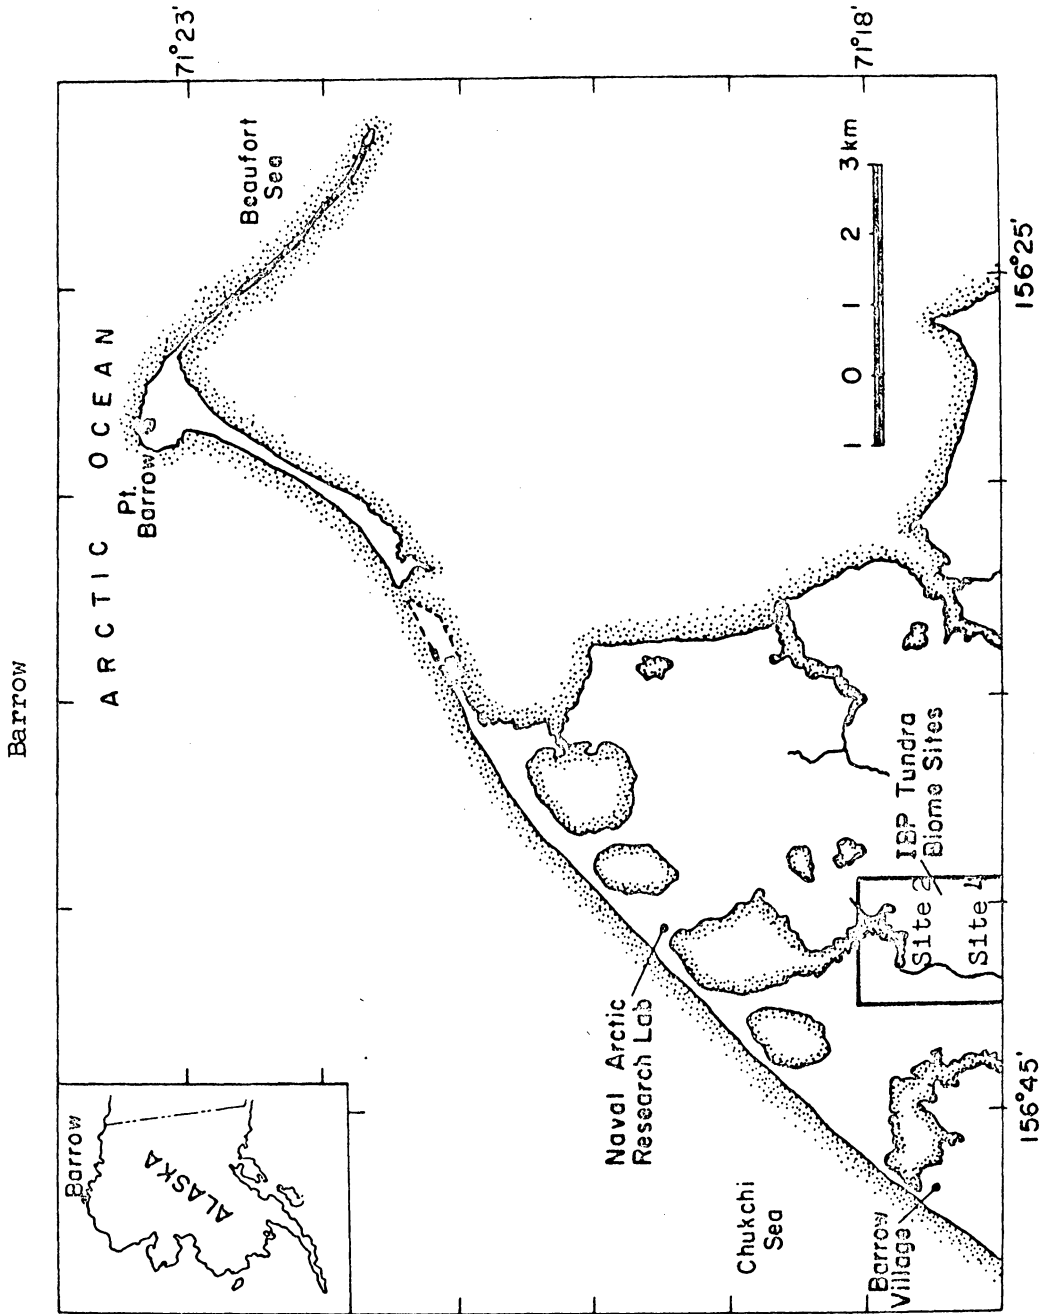 Barrow
ARCTIC OCEAN
Pt.
Barrow
Beaufort
Sea
71°23'
71°18'
Barrow
ALASKA
Naval Arctic
Research Lab
Chukchi
Sea
Barrow
Village
IBP Tundra
Biome Sites
Site 2
Site 4
1 0 1 2 3 km
156°45'
156°25'